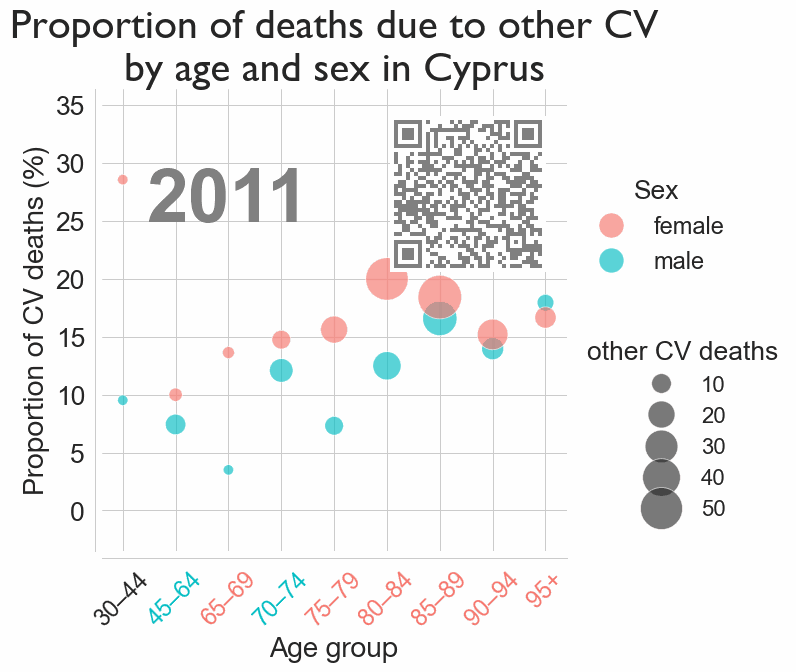 Proportion of deaths due to other CV
by age and sex in Cyprus
Proportion of CV deaths (%)
35
30
25
20
15
10
5
0
2011
30–44
45–64
65–69
70–74
75–79
80–84
85–89
90–94
95+
Age group
Sex
female
male
other CV deaths
10
20
30
40
50